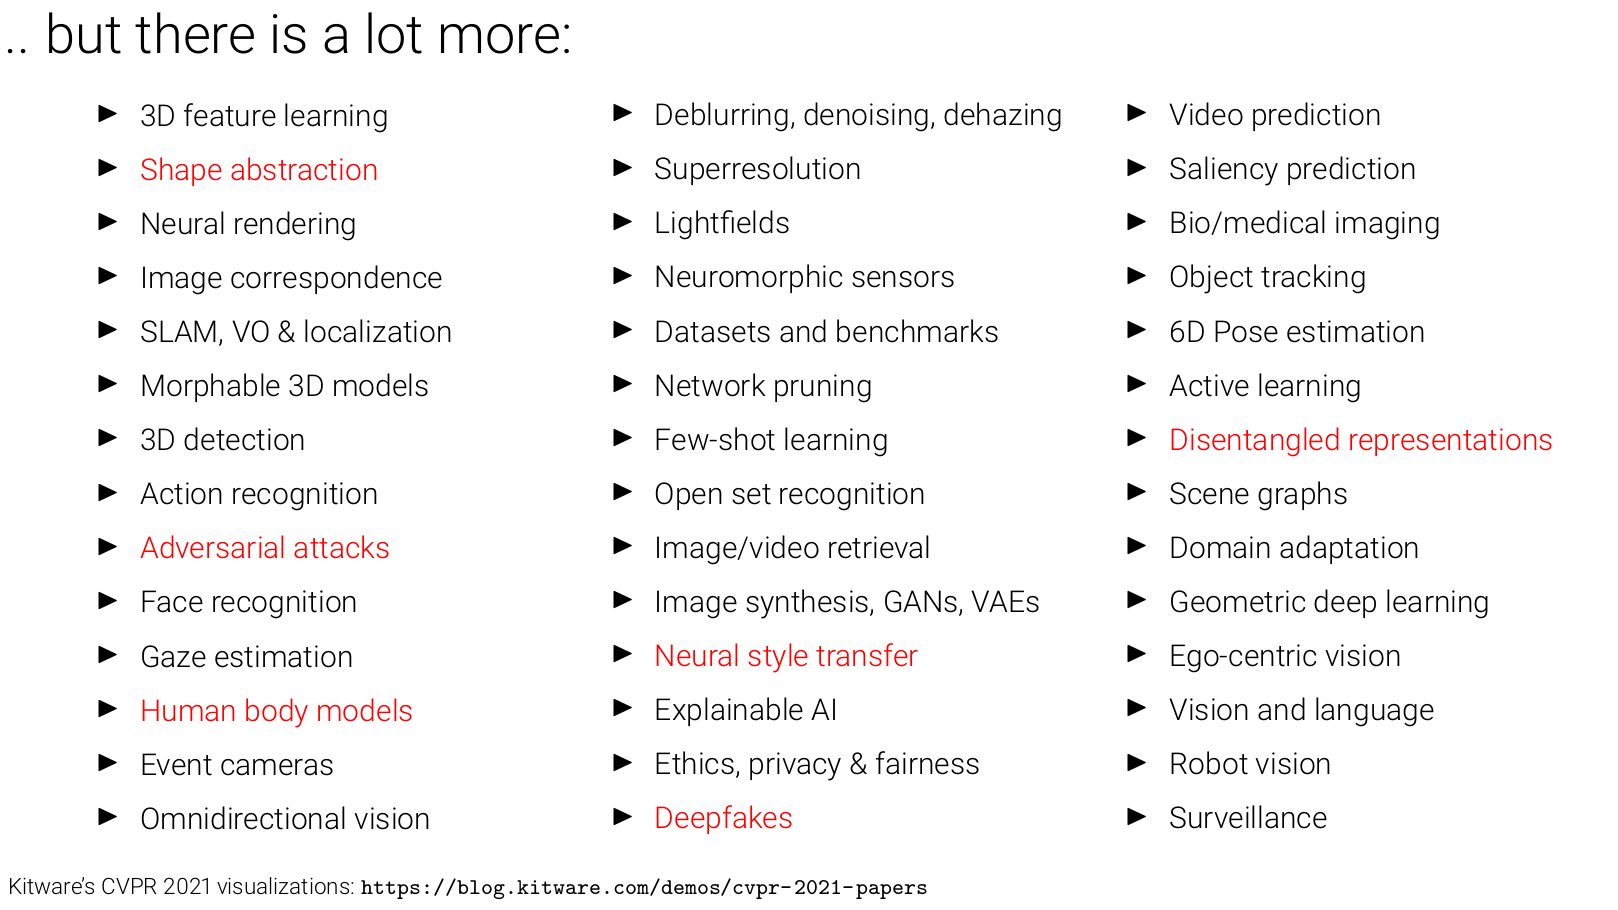 .. but there is a lot more:
▶ 3D feature learning
▶ Shape abstraction
▶ Neural rendering
▶ Image correspondence
▶ SLAM, VO & localization
▶ Morphable 3D models
▶ 3D detection
▶ Action recognition
▶ Adversarial attacks
▶ Face recognition
▶ Gaze estimation
▶ Human body models
▶ Event cameras
▶ Omnidirectional vision
▶ Deblurring, denoising, dehazing
▶ Superresolution
▶ Lightfields
▶ Neuromorphic sensors
▶ Datasets and benchmarks
▶ Network pruning
▶ Few-shot learning
▶ Open set recognition
▶ Image/video retrieval
▶ Image synthesis, GANs, VAEs
▶ Neural style transfer
▶ Explainable AI
▶ Ethics, privacy & fairness
▶ Deepfakes
▶ Video prediction
▶ Saliency prediction
▶ Bio/medical imaging
▶ Object tracking
▶ 6D Pose estimation
▶ Active learning
▶ Disentangled representations
▶ Scene graphs
▶ Domain adaptation
▶ Geometric deep learning
▶ Ego-centric vision
▶ Vision and language
▶ Robot vision
▶ Surveillance
Kitware’s CVPR 2021 visualizations: https://blog.kitware.com/demos/cvpr-2021-papers